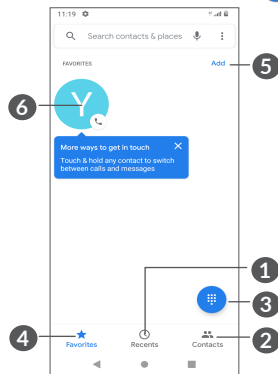 11:19
Search contacts & places
FAVORITES
Add
5
6
Y
More ways to get in touch
Touch & hold any contact to switch
between calls and messages
1
3
4
Favorites
Recents
Contacts
2